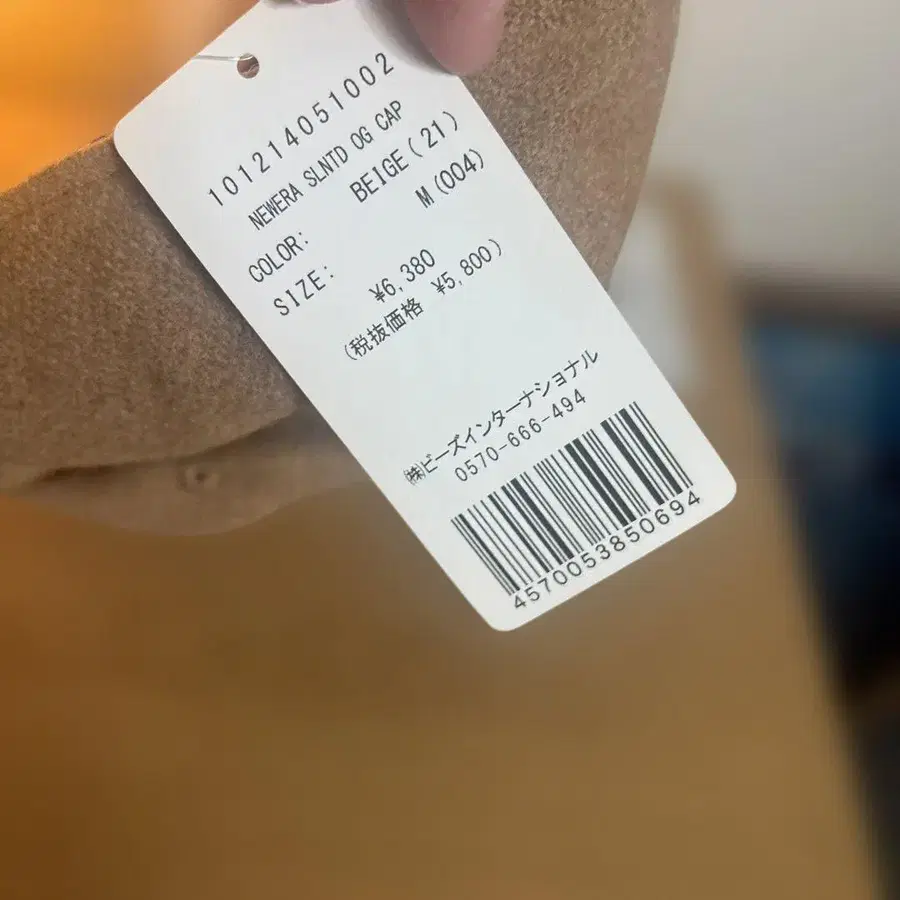 101214051002
NEWERA SLNTD OG CAP
COLOR: BEIGE(21)
SIZE: M(004)
¥6,380
(税抜価格 ¥5,800)
㈱ビーズインターナショナル
0570-666-494
4570053850694